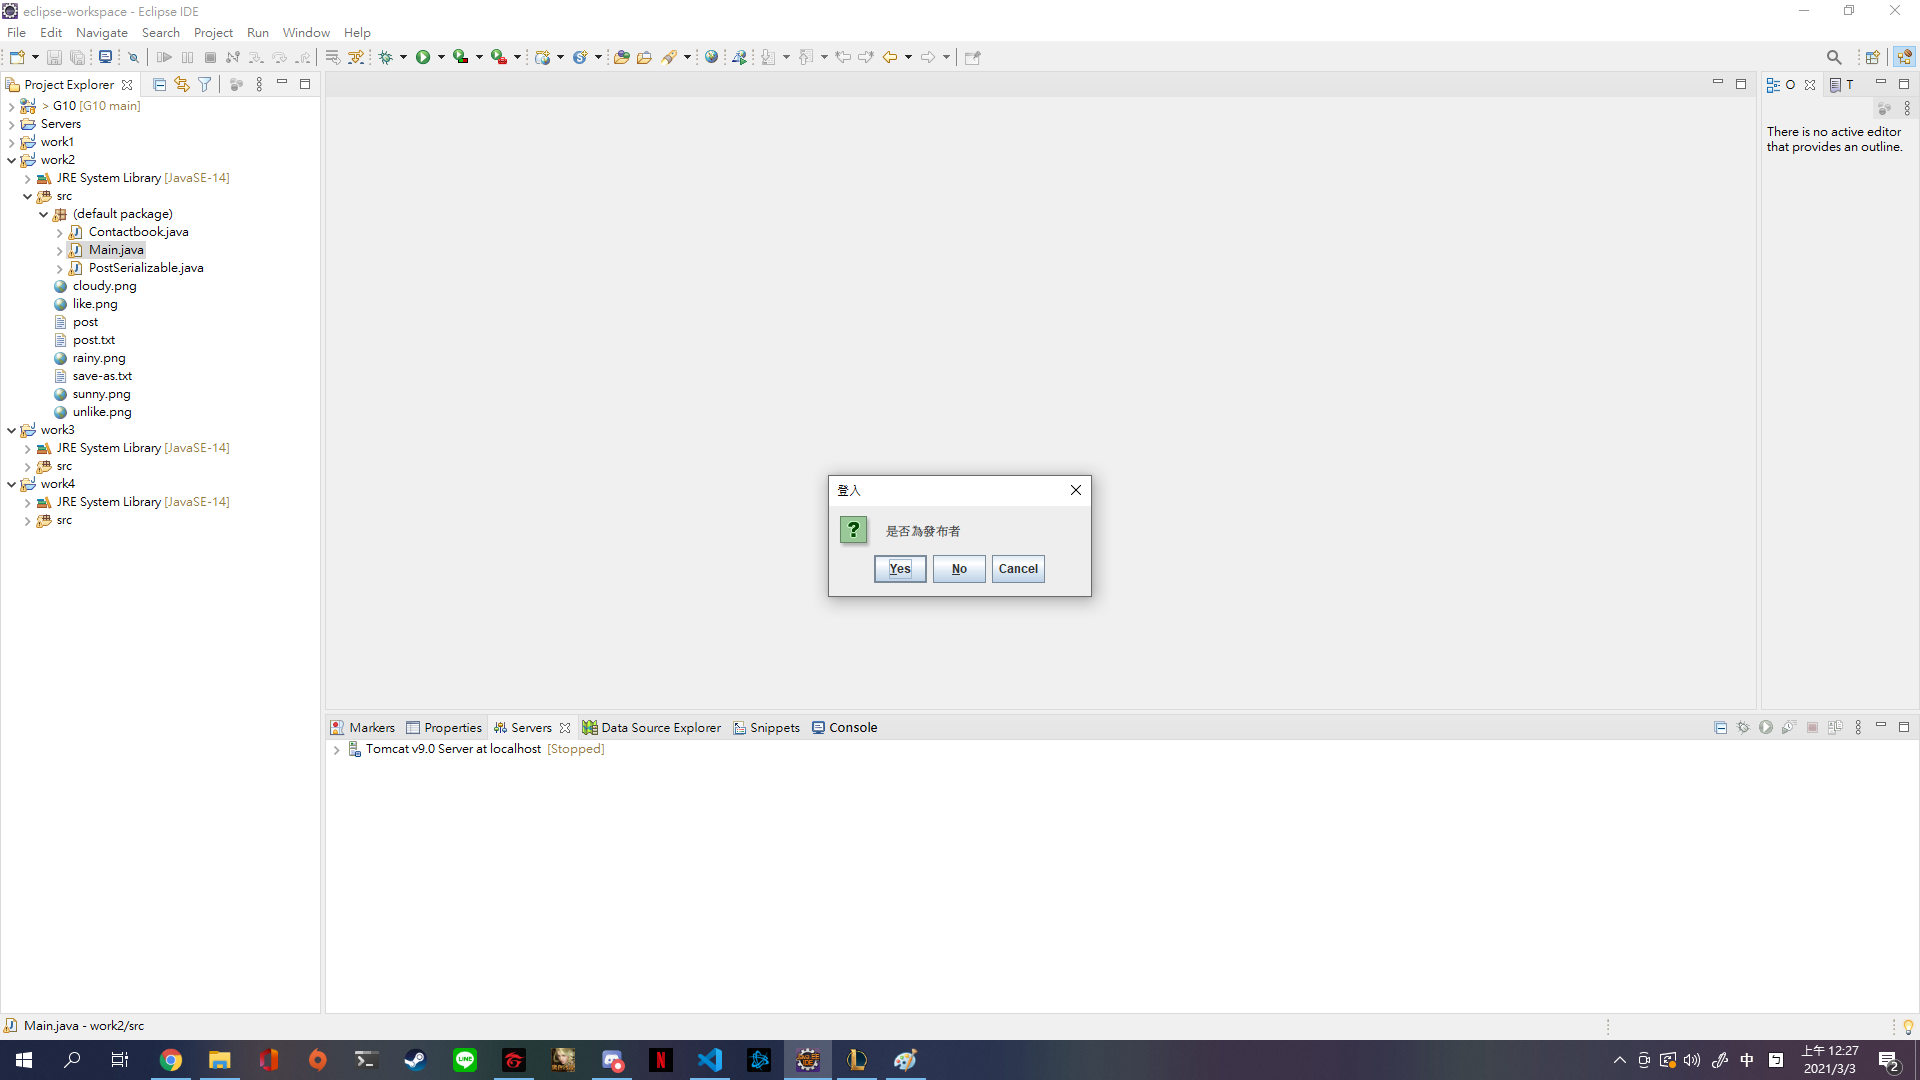 eclipse-workspace - Eclipse IDE
File Edit Navigate Search Project Run Window Help
Project Explorer
> G10 [G10 main]
Servers
work1
work2
JRE System Library [JavaSE-14]
src
(default package)
Contactbook.java
Main.java
PostSerializable.java
cloudy.png
like.png
post
post.txt
rainy.png
save-as.txt
sunny.png
unlike.png
work3
JRE System Library [JavaSE-14]
src
work4
JRE System Library [JavaSE-14]
src
O T
There is no active editor
that provides an outline.
登入
是否為發布者
Yes No Cancel
Markers Properties Servers Data Source Explorer Snippets Console
Tomcat v9.0 Server at localhost [Stopped]
Main.java - work2/src
中
上午 12:27
2021/3/3
2